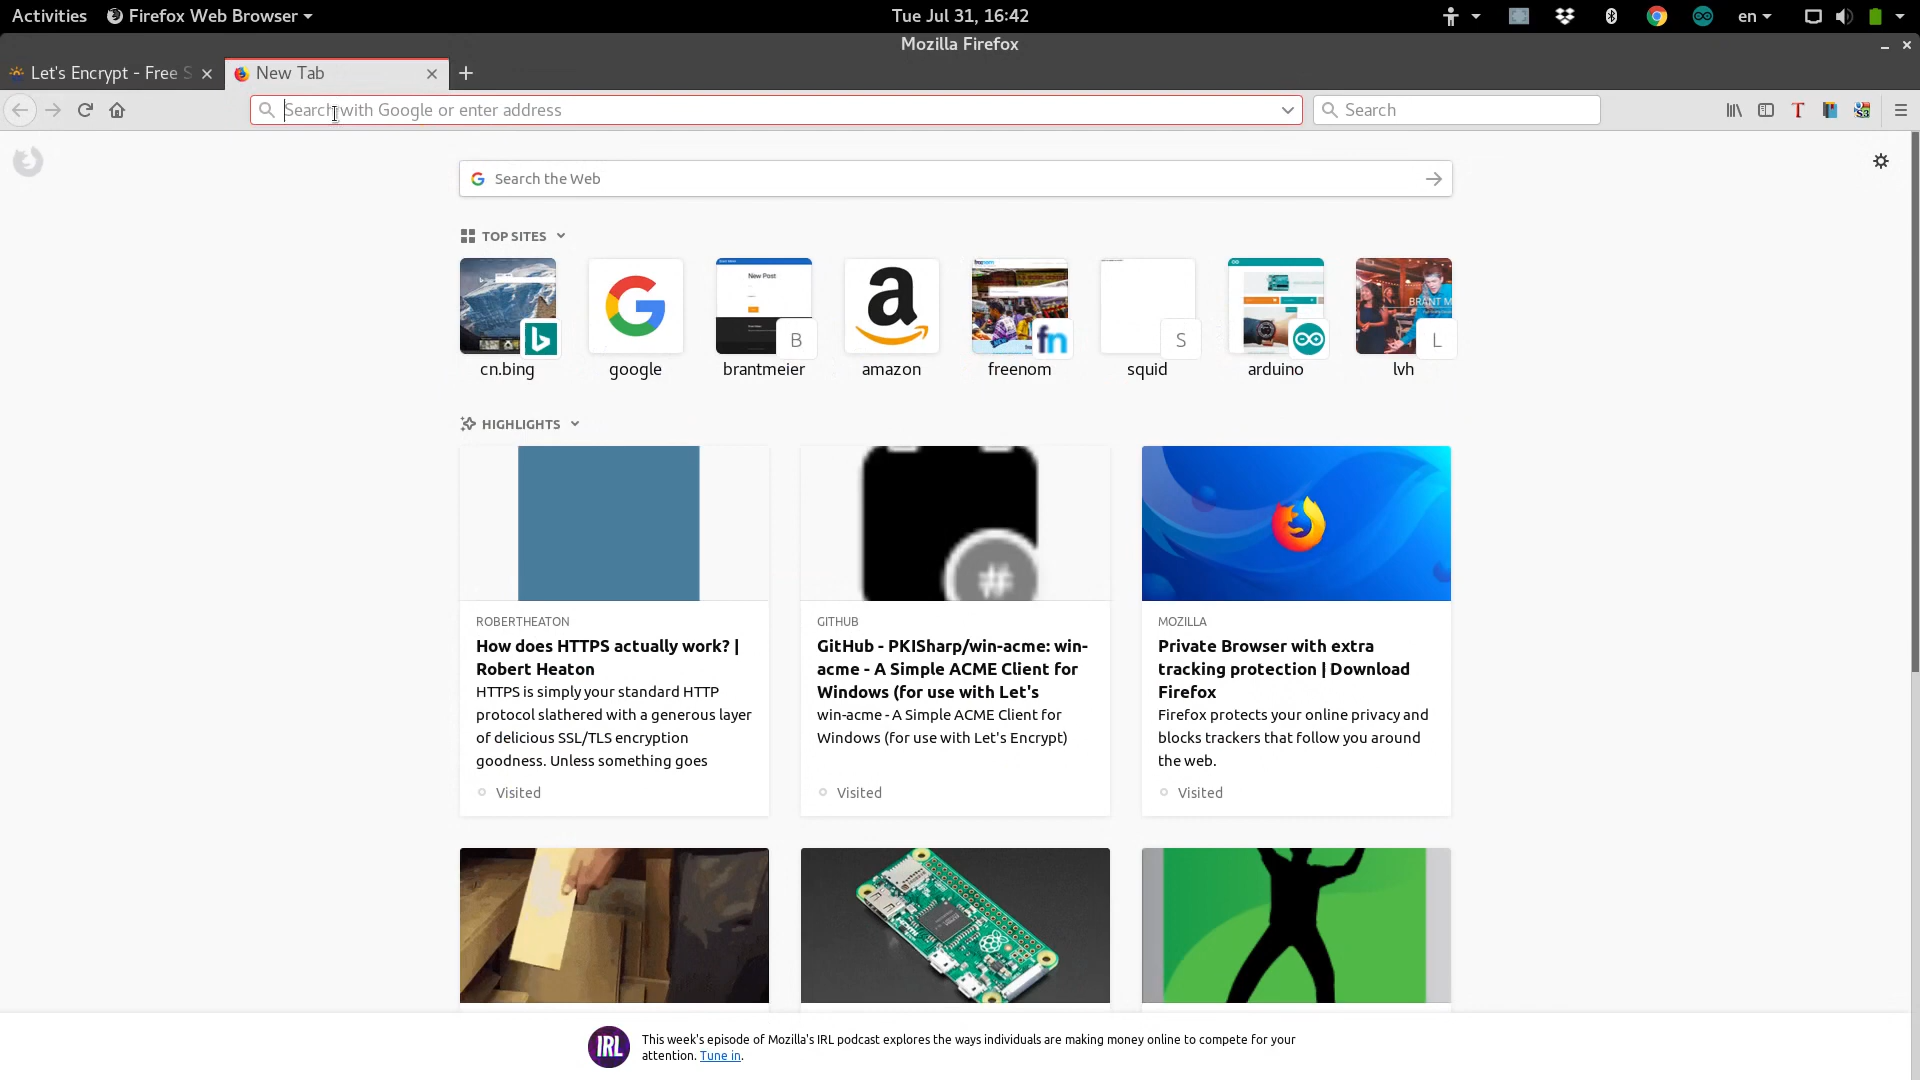 Activities Firefox Web Browser Tue Jul 31, 16:42 en
Mozilla Firefox
Let's Encrypt - Free S New Tab
Search with Google or enter address Search
Search the Web
TOP SITES
New Post
BRANT M
B fn S L
cn.bing google brantmeier amazon freenom squid arduino lvh
HIGHLIGHTS
#
ROBERTHEATON
How does HTTPS actually work? |
Robert Heaton
HTTPS is simply your standard HTTP
protocol slathered with a generous layer
of delicious SSL/TLS encryption
goodness. Unless something goes
Visited
GITHUB
GitHub - PKISharp/win-acme: win-
acme - A Simple ACME Client for
Windows (for use with Let's
win-acme - A Simple ACME Client for
Windows (for use with Let's Encrypt)
Visited
MOZILLA
Private Browser with extra
tracking protection | Download
Firefox
Firefox protects your online privacy and
blocks trackers that follow you around
the web.
Visited
IRL
This week's episode of Mozilla's IRL podcast explores the ways individuals are making money online to compete for your
attention. Tune in.